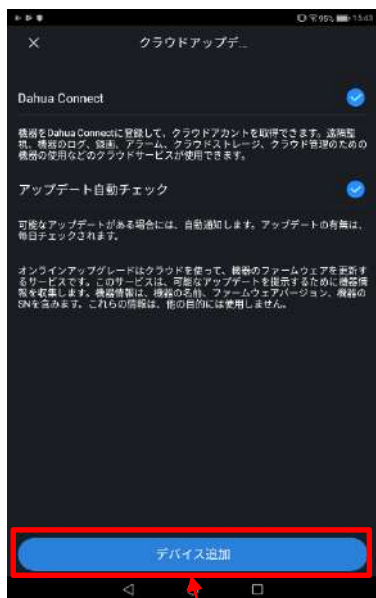 95% 15:43
クラウドアップデ...
Dahua Connect
機器をDahua Connectに登録して、クラウドアカントを取得できます。遠隔監
視、機器のログ、録画、アラーム、クラウドストレージ、クラウド管理のための
機器の使用などのクラウドサービスが使用できます。
アップデート自動チェック
可能なアップデートがある場合には、自動通知します。アップデートの有無は、
毎日チェックされます。
オンラインアップグレードはクラウドを使って、機器のファームウェアを更新す
るサービスです。このサービスは、可能なアップデートを提示するために機器情
報を収集します。機器情報は、機器の名前、ファームウェアバージョン、機器の
SNを含みます。これらの情報は、他の目的には使用しません。
デバイス追加